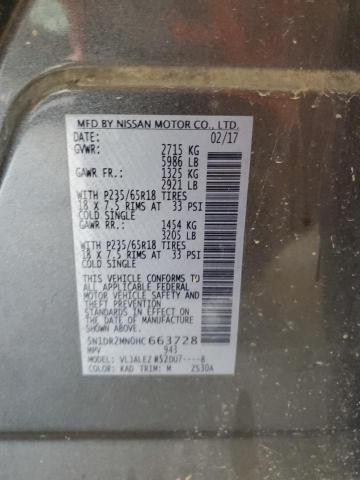 MFD BY NISSAN MOTOR CO., LTD.
DATE: 02/17
GVWR: 2715 KG
5986 LB
GAWR FR.: 1325 KG
2921 LB
WITH P235/65R18 TIRES
18 X 7.5 RIMS AT 33 PSI
COLD SINGLE
GAWR RR.: 1454 KG
3205 LB
WITH P235/65R18 TIRES
18 X 7.5 RIMS AT 33 PSI
COLD SINGLE
THIS VEHICLE CONFORMS TO
ALL APPLICABLE FEDERAL
MOTOR VEHICLE SAFETY AND
BUMPER STANDARDS IN EFFECT
ON THE DATE OF MANUFACTURE
SHOWN ABOVE.
5N1DR2MN0HC663728
MPV 943
MODEL: VLJALEZ R52DU7----B
COLOR: KAD TRIM: M ZS30A